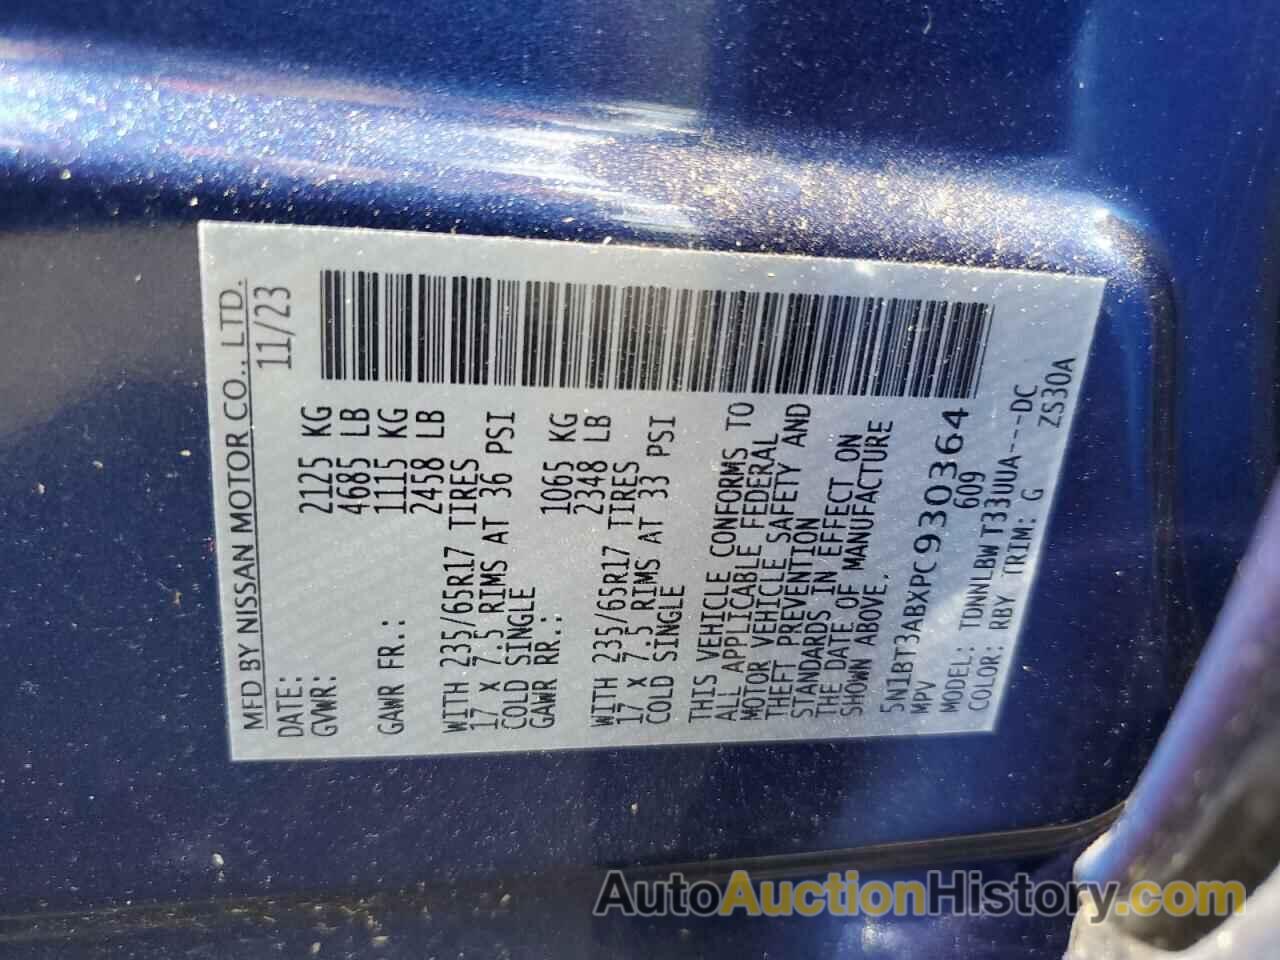 MFD BY NISSAN MOTOR CO., LTD.
DATE: 11/23
GVWR: 2125 KG
4685 LB
GAWR FR.: 1115 KG
2458 LB
WITH 235/65R17 TIRES
17 X 7.5 RIMS AT 36 PSI
COLD SINGLE
GAWR RR.: 1065 KG
2348 LB
WITH 235/65R17 TIRES
17 X 7.5 RIMS AT 33 PSI
COLD SINGLE
THIS VEHICLE CONFORMS TO
ALL APPLICABLE FEDERAL
MOTOR VEHICLE SAFETY AND
THEFT PREVENTION
STANDARDS IN EFFECT ON
THE DATE OF MANUFACTURE
SHOWN ABOVE.
5N1BT3ABXPC930364
MPV 609
MODEL: TDNNLBW T33UUA---DC
COLOR: RBY TRIM: G ZS30A
AutoAuctionHistory.com